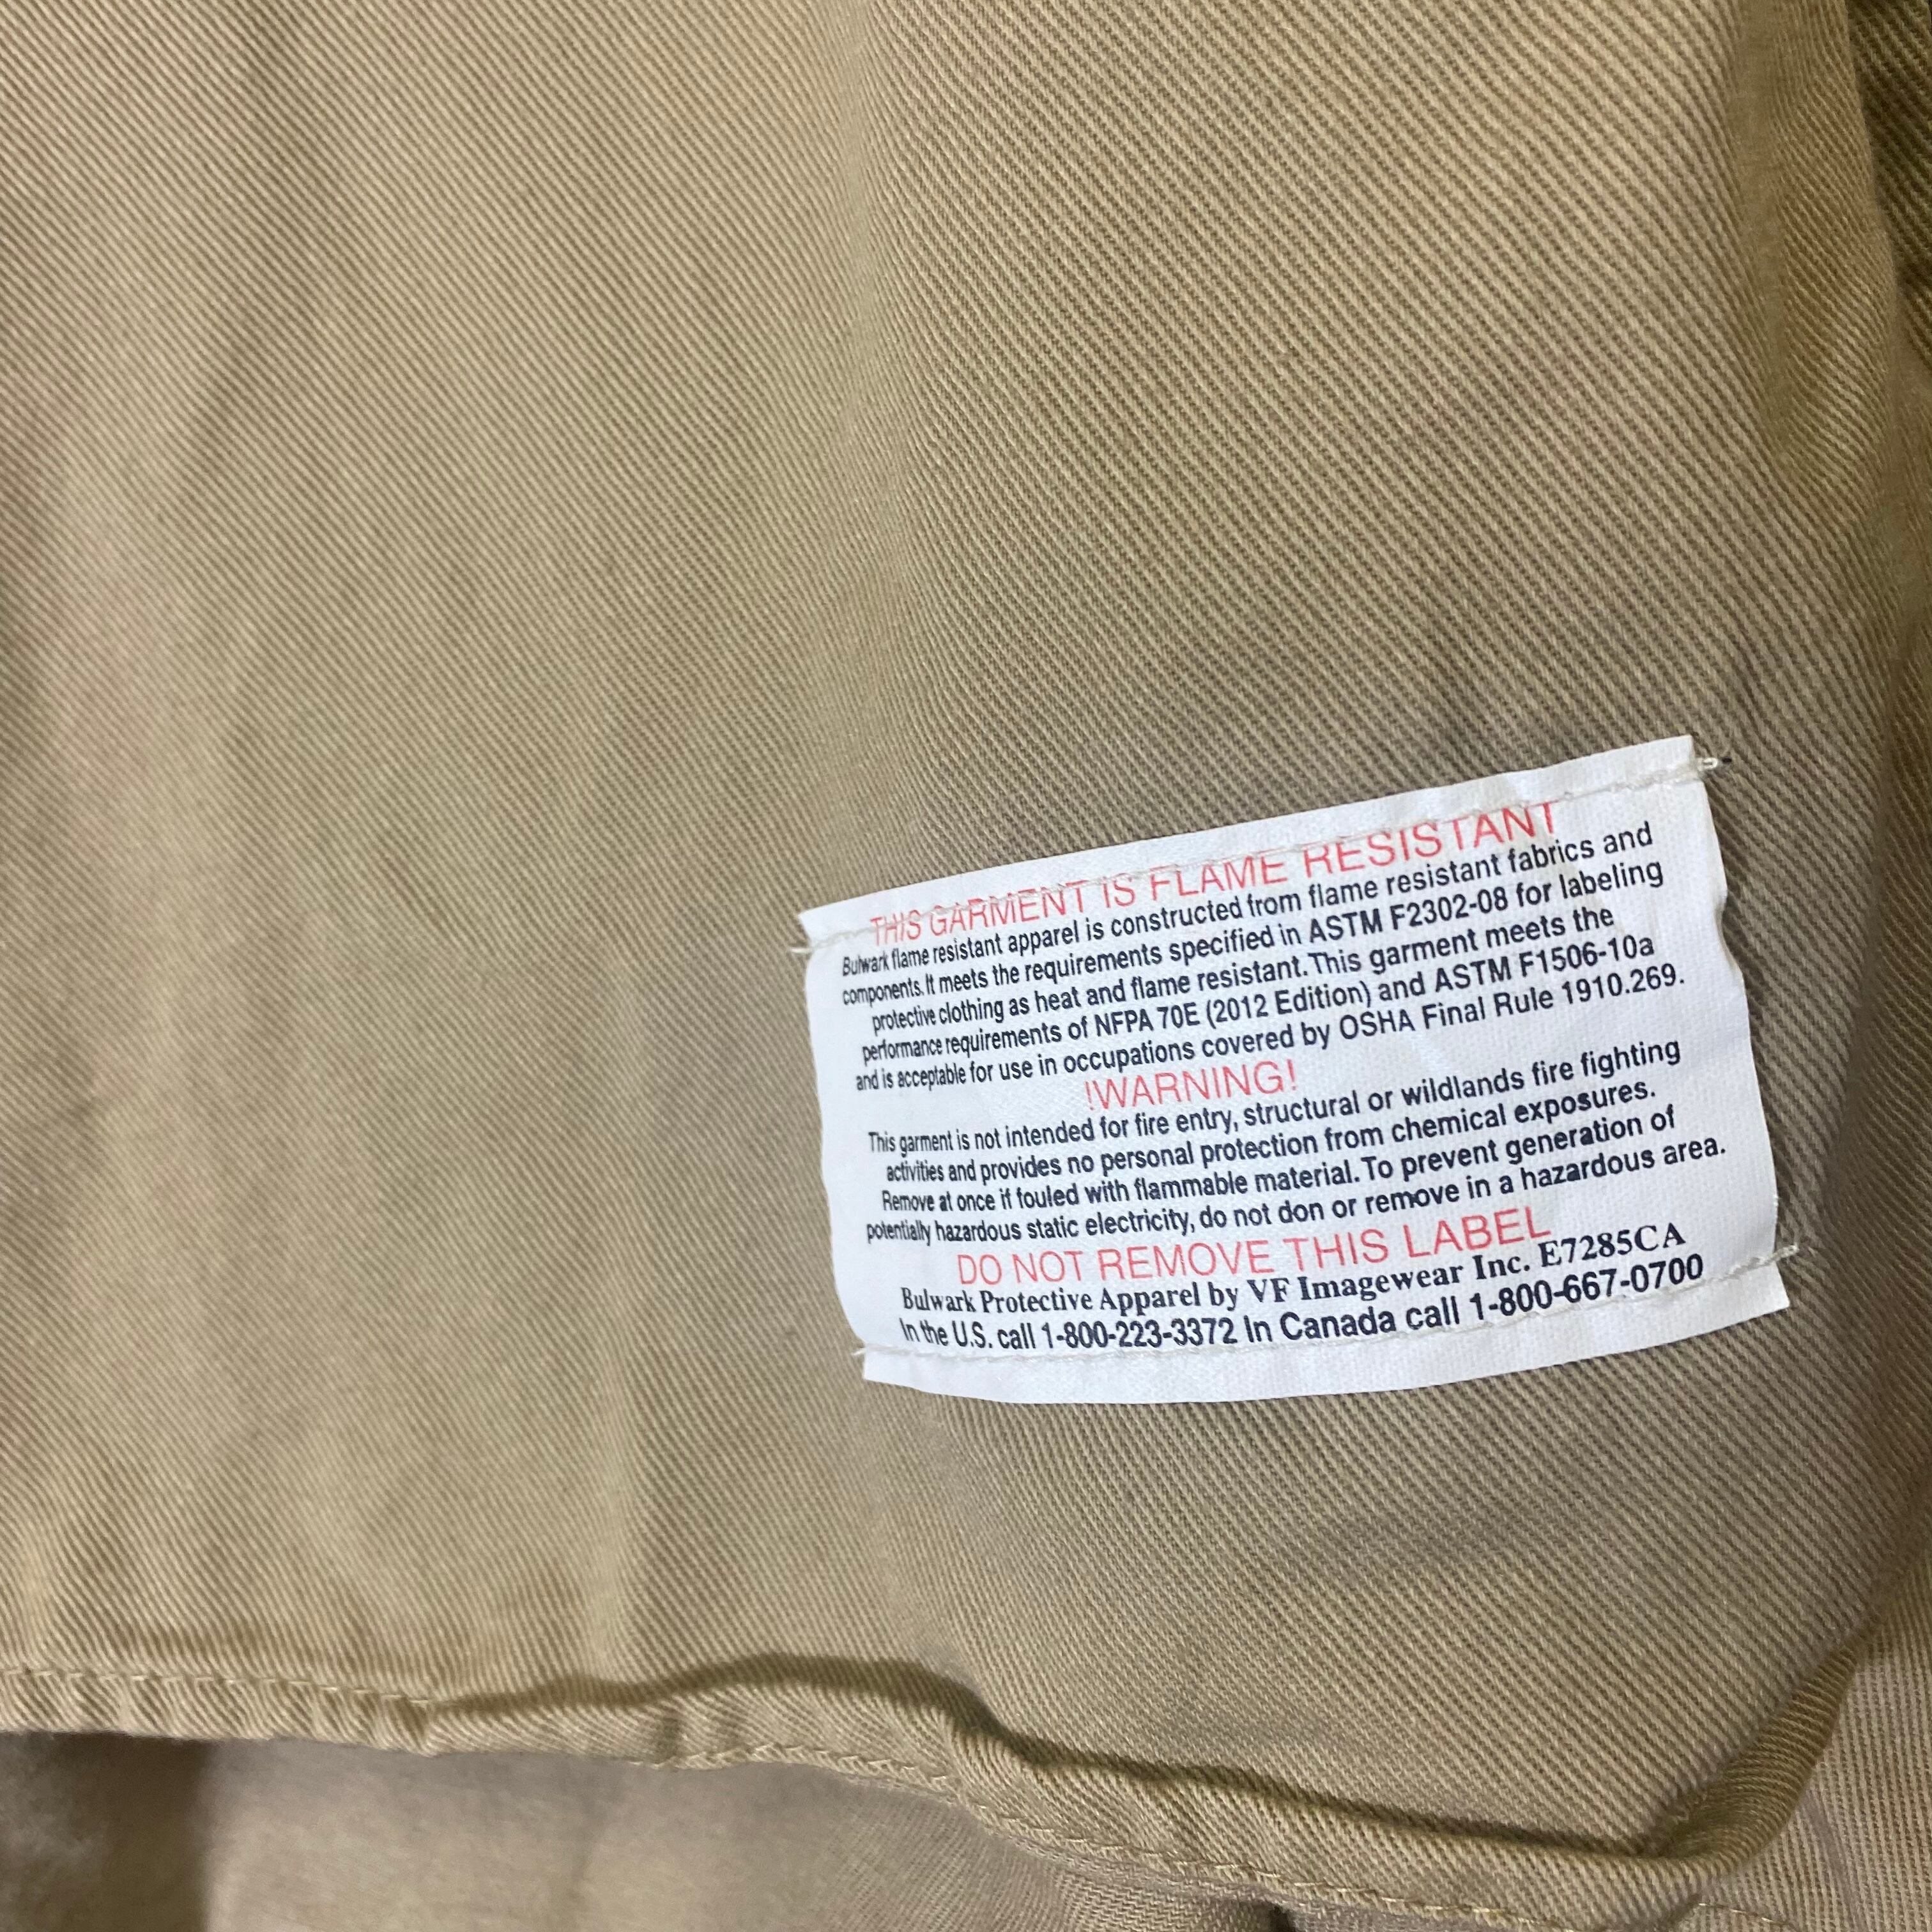 THIS GARMENT IS FLAME RESISTANT
Bulwark flame resistant apparel is constructed from flame resistant fabrics and
components. It meets the requirements specified in ASTM F2302-08 for labeling
protective clothing as heat and flame resistant. This garment meets the
performance requirements of NFPA 70E (2012 Edition) and ASTM F1506-10a
and is acceptable for use in occupations covered by OSHA Final Rule 1910.269.
!WARNING!
This garment is not intended for fire entry, structural or wildlands fire fighting
activities and provides no personal protection from chemical exposures.
Remove at once if fouled with flammable material. To prevent generation of
potentially hazardous static electricity, do not don or remove in a hazardous area.
DO NOT REMOVE THIS LABEL
Bulwark Protective Apparel by VF Imagewear Inc. E7285CA
In the U.S. call 1-800-223-3372 In Canada call 1-800-667-0700